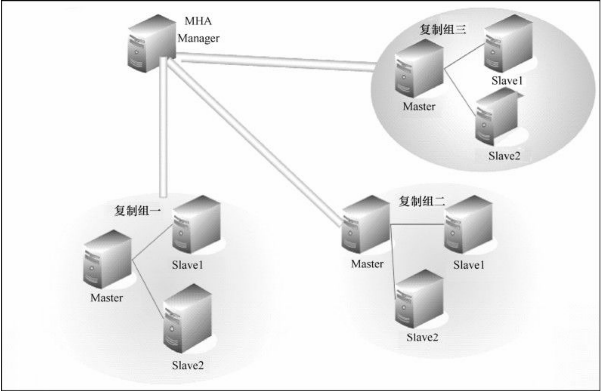 MHA
Manager
复制组三
Slave1
Master
Slave2
复制组一
Slave1
Master
Slave2
复制组二
Master
Slave1
Slave2